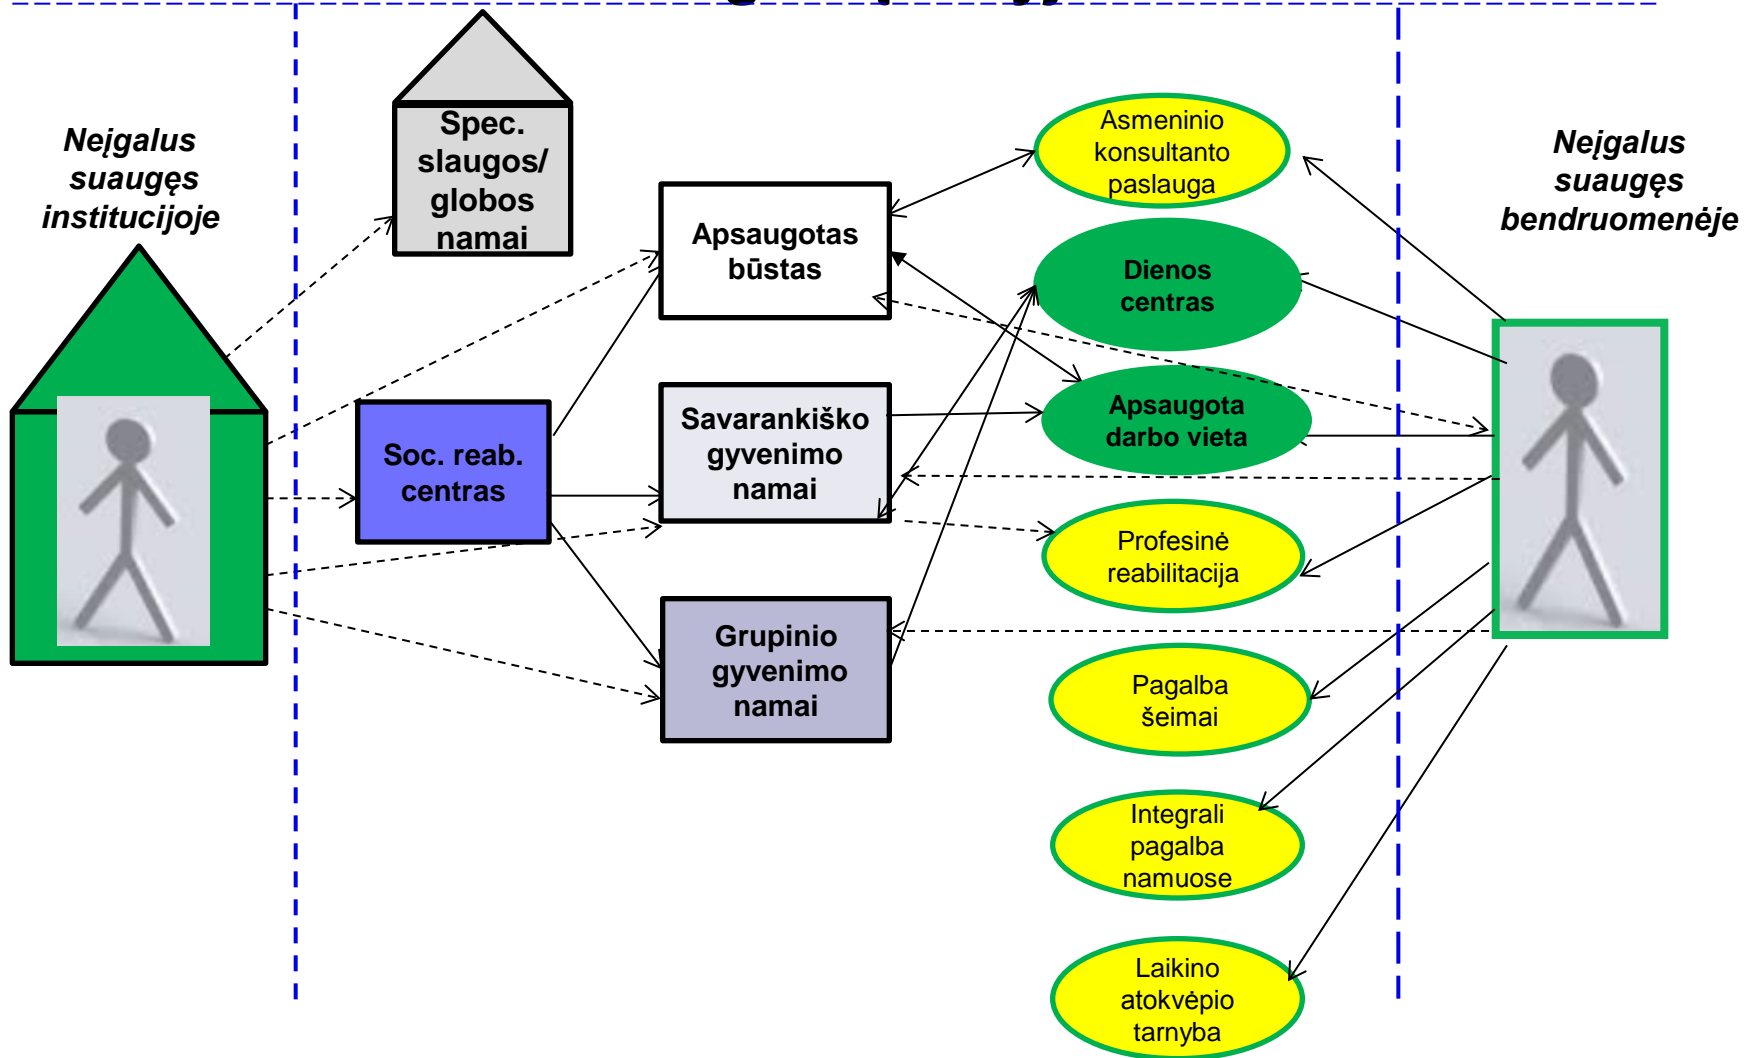 Neįgalus
suaugęs
institucijoje
Spec.
slaugos/
globos
namai
Soc. reab.
centras
Apsaugotas
būstas
Savarankiško
gyvenimo
namai
Grupinio
gyvenimo
namai
Asmeninio
konsultanto
paslauga
Dienos
centras
Apsaugota
darbo vieta
Profesinė
reabilitacija
Pagalba
šeimai
Integrali
pagalba
namuose
Laikino
atokvėpio
tarnyba
Neįgalus
suaugęs
bendruomenėje